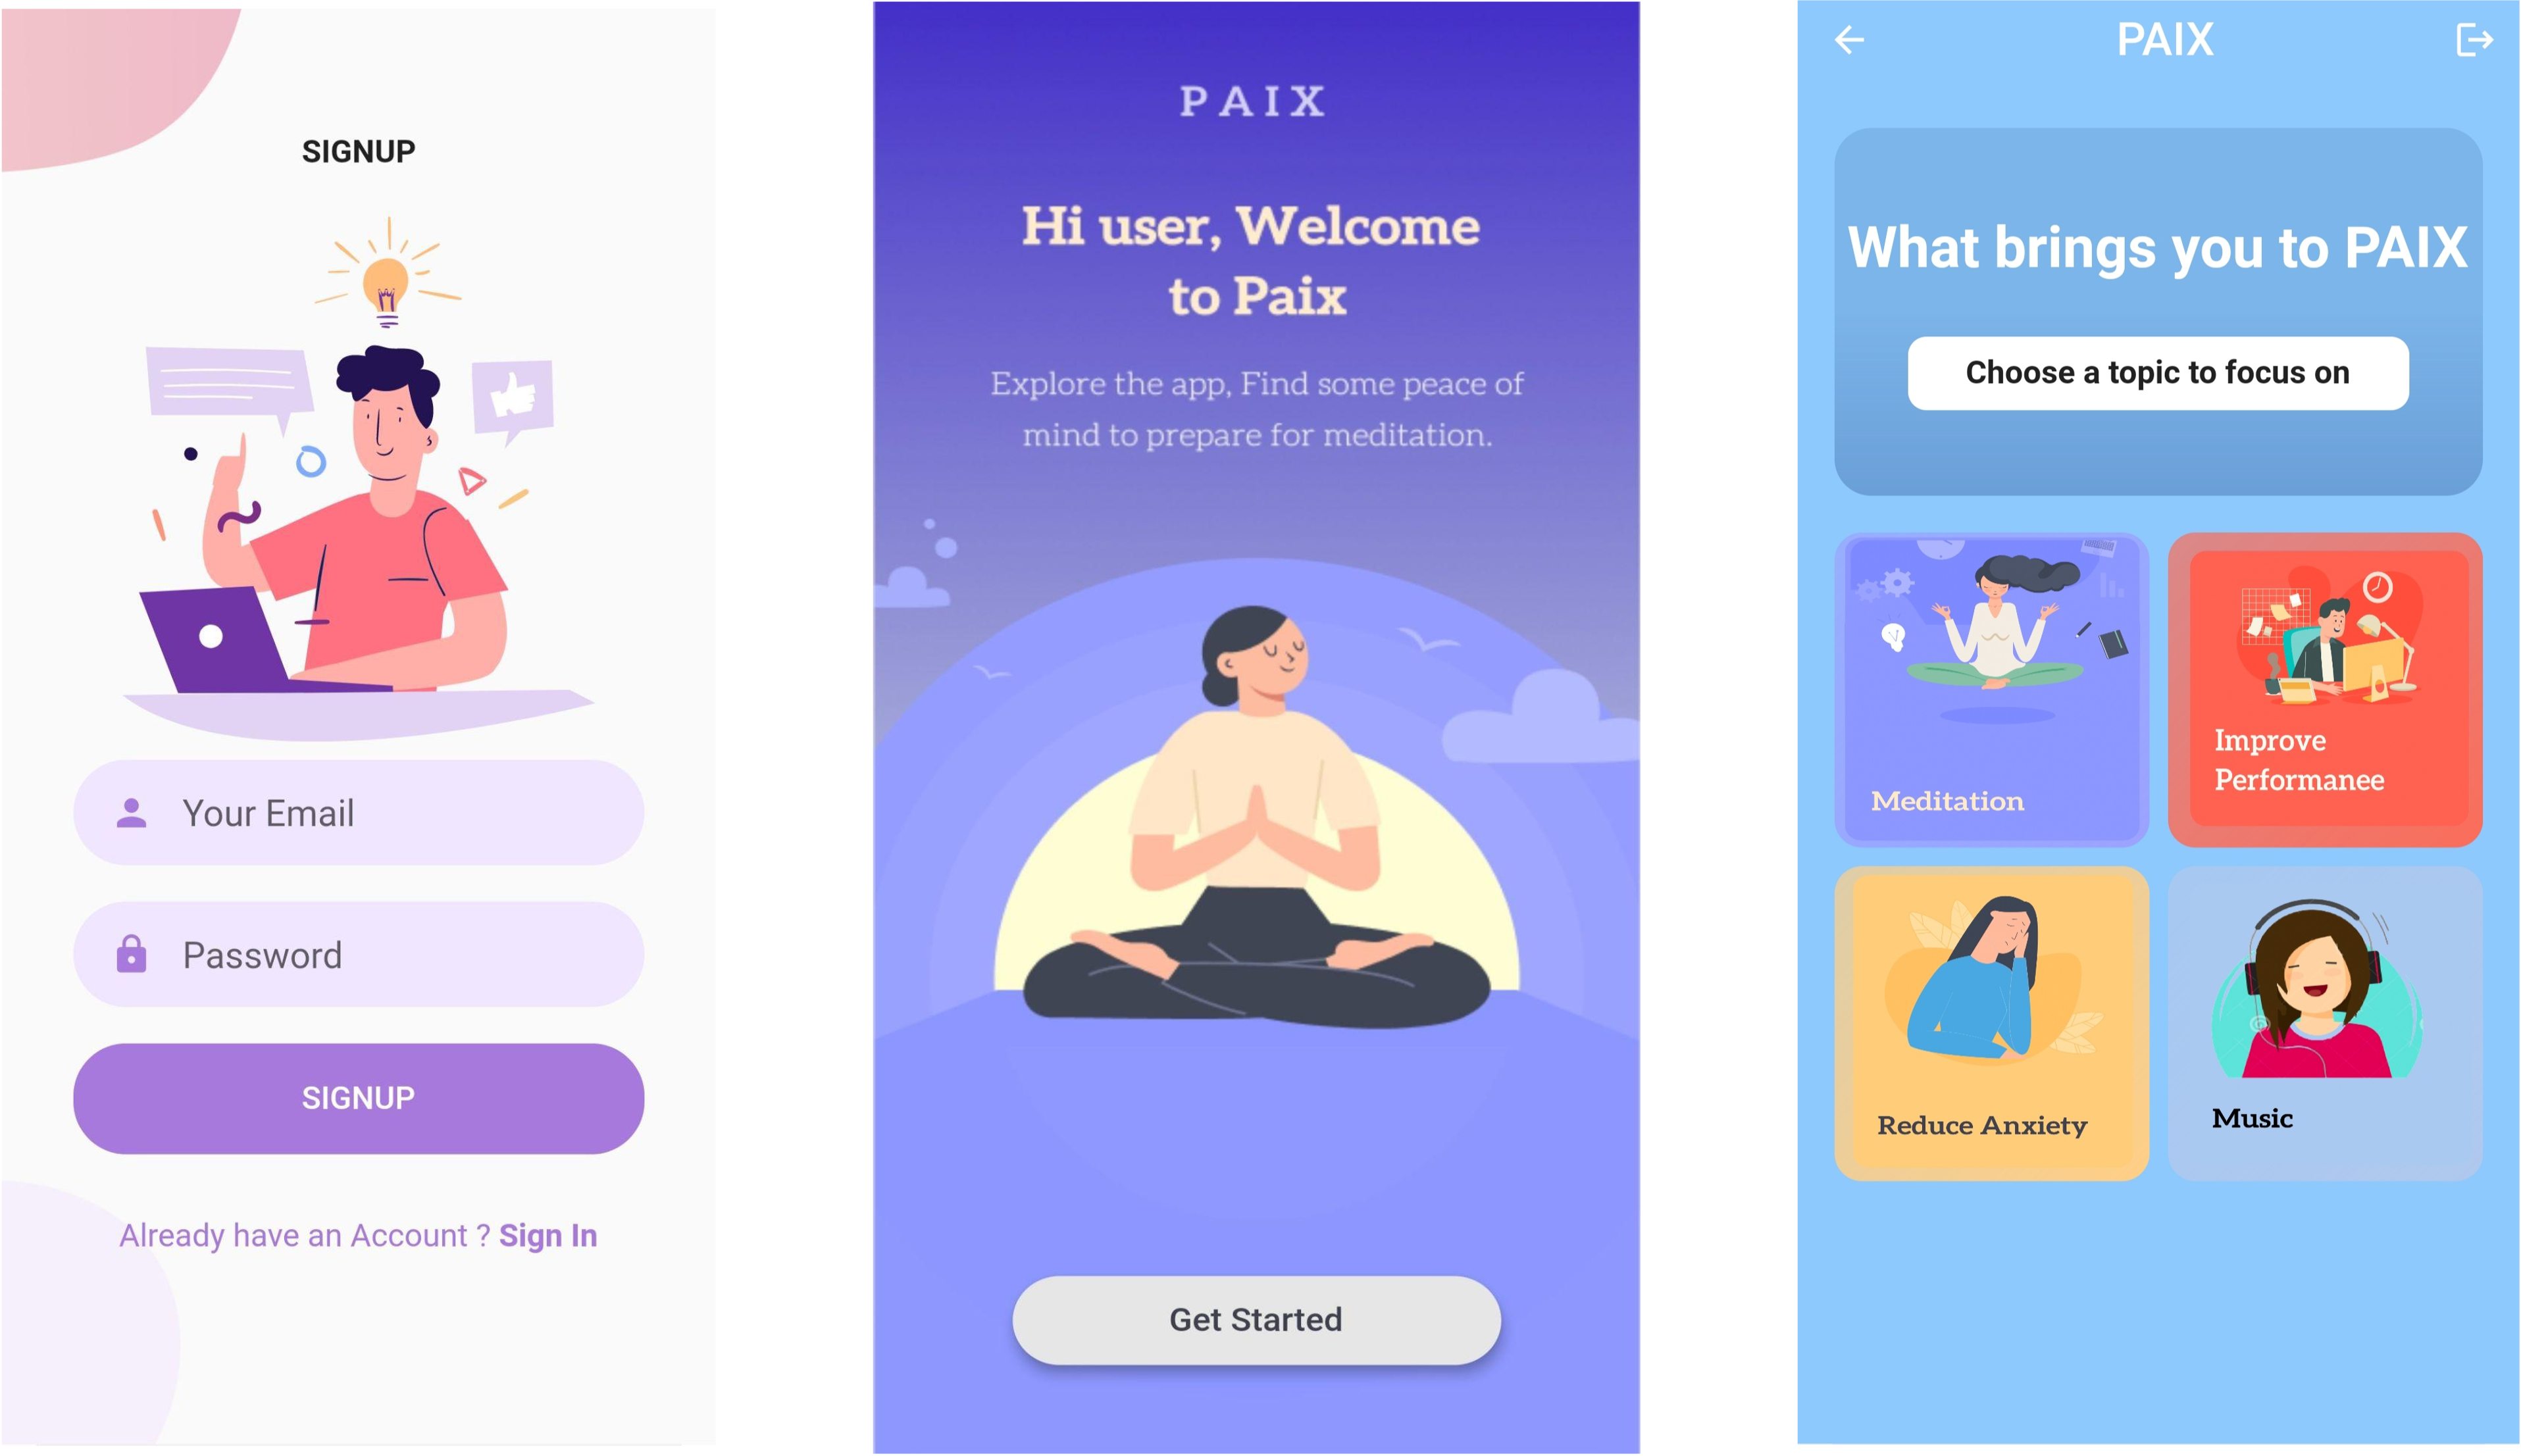 SIGNUP
Your Email
Password
SIGNUP
Already have an Account ? Sign In
PAIX
Hi user, Welcome
to Paix
Explore the app, Find some peace of
mind to prepare for meditation.
Get Started
PAIX
What brings you to PAIX
Choose a topic to focus on
Meditation
Improve
Performanee
Reduce Anxiety
Music